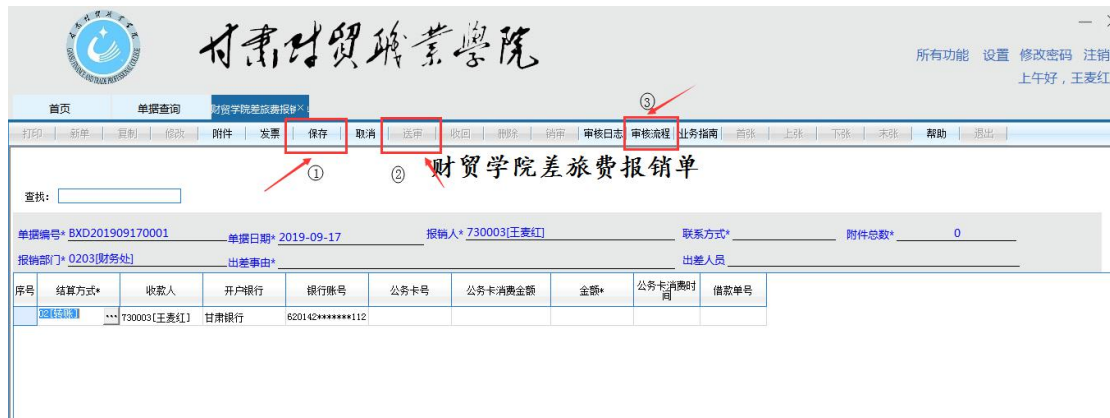 甘肃财贸职业学院
所有功能 设置 修改密码 注销
上午好，王麦红
首页 单据查询 财贸学院差旅费报销
③
打印 新单 复制 修改 附件 发票 保存 取消 送审 收回 删除 销审 审核日志 审核流程 业务指南 首张 上张 下张 末张 帮助 退出
① ②
财贸学院差旅费报销单
查找：
单据编号* BXD201909170001 单据日期* 2019-09-17 报销人* 730003[王麦红] 联系方式* 附件总数* 0
报销部门* 0203[财务处] 出差事由* 出差人员
序号 结算方式* 收款人 开户银行 银行账号 公务卡号 公务卡消费金额 金额* 公务卡消费时间 借款单号
02[转账] ... 730003[王麦红] 甘肃银行 620142*******112